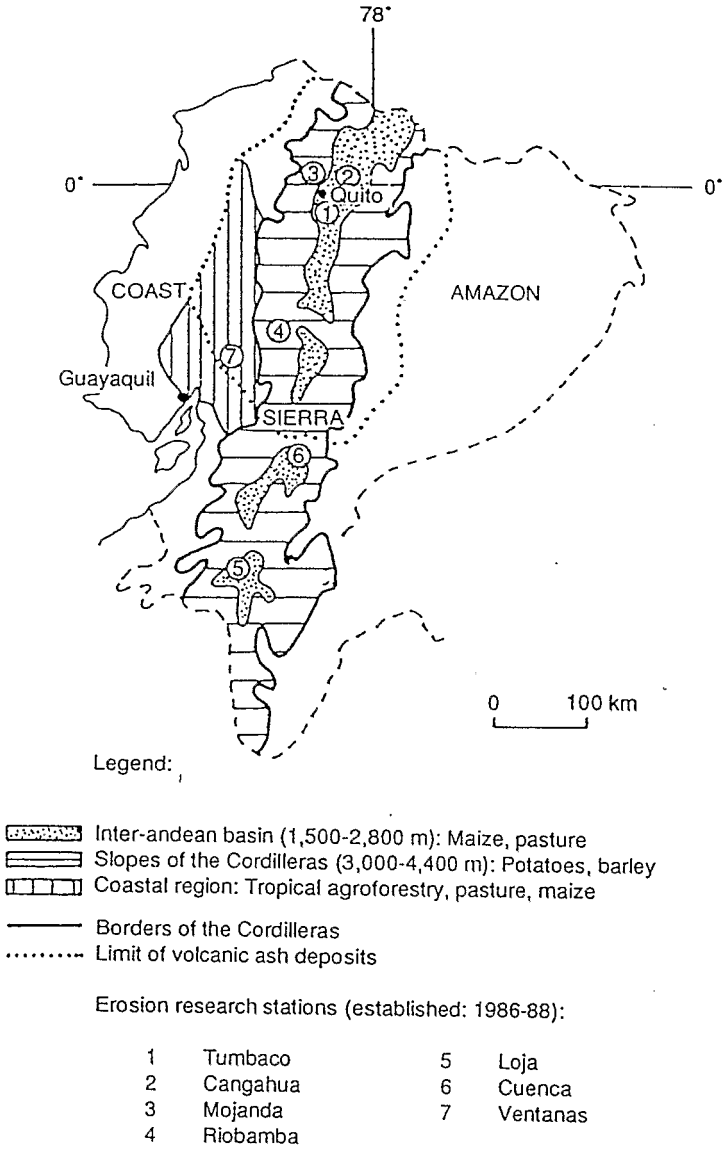 78°
0°
0°
3
2
Quito
1
COAST
AMAZON
4
7
Guayaquil
SIERRA
6
5
0 100 km
Legend:
Inter-andean basin (1,500-2,800 m): Maize, pasture
Slopes of the Cordilleras (3,000-4,400 m): Potatoes, barley
Coastal region: Tropical agroforestry, pasture, maize
Borders of the Cordilleras
Limit of volcanic ash deposits
Erosion research stations (established: 1986-88):
1 Tumbaco
2 Cangahua
3 Mojanda
4 Riobamba
5 Loja
6 Cuenca
7 Ventanas